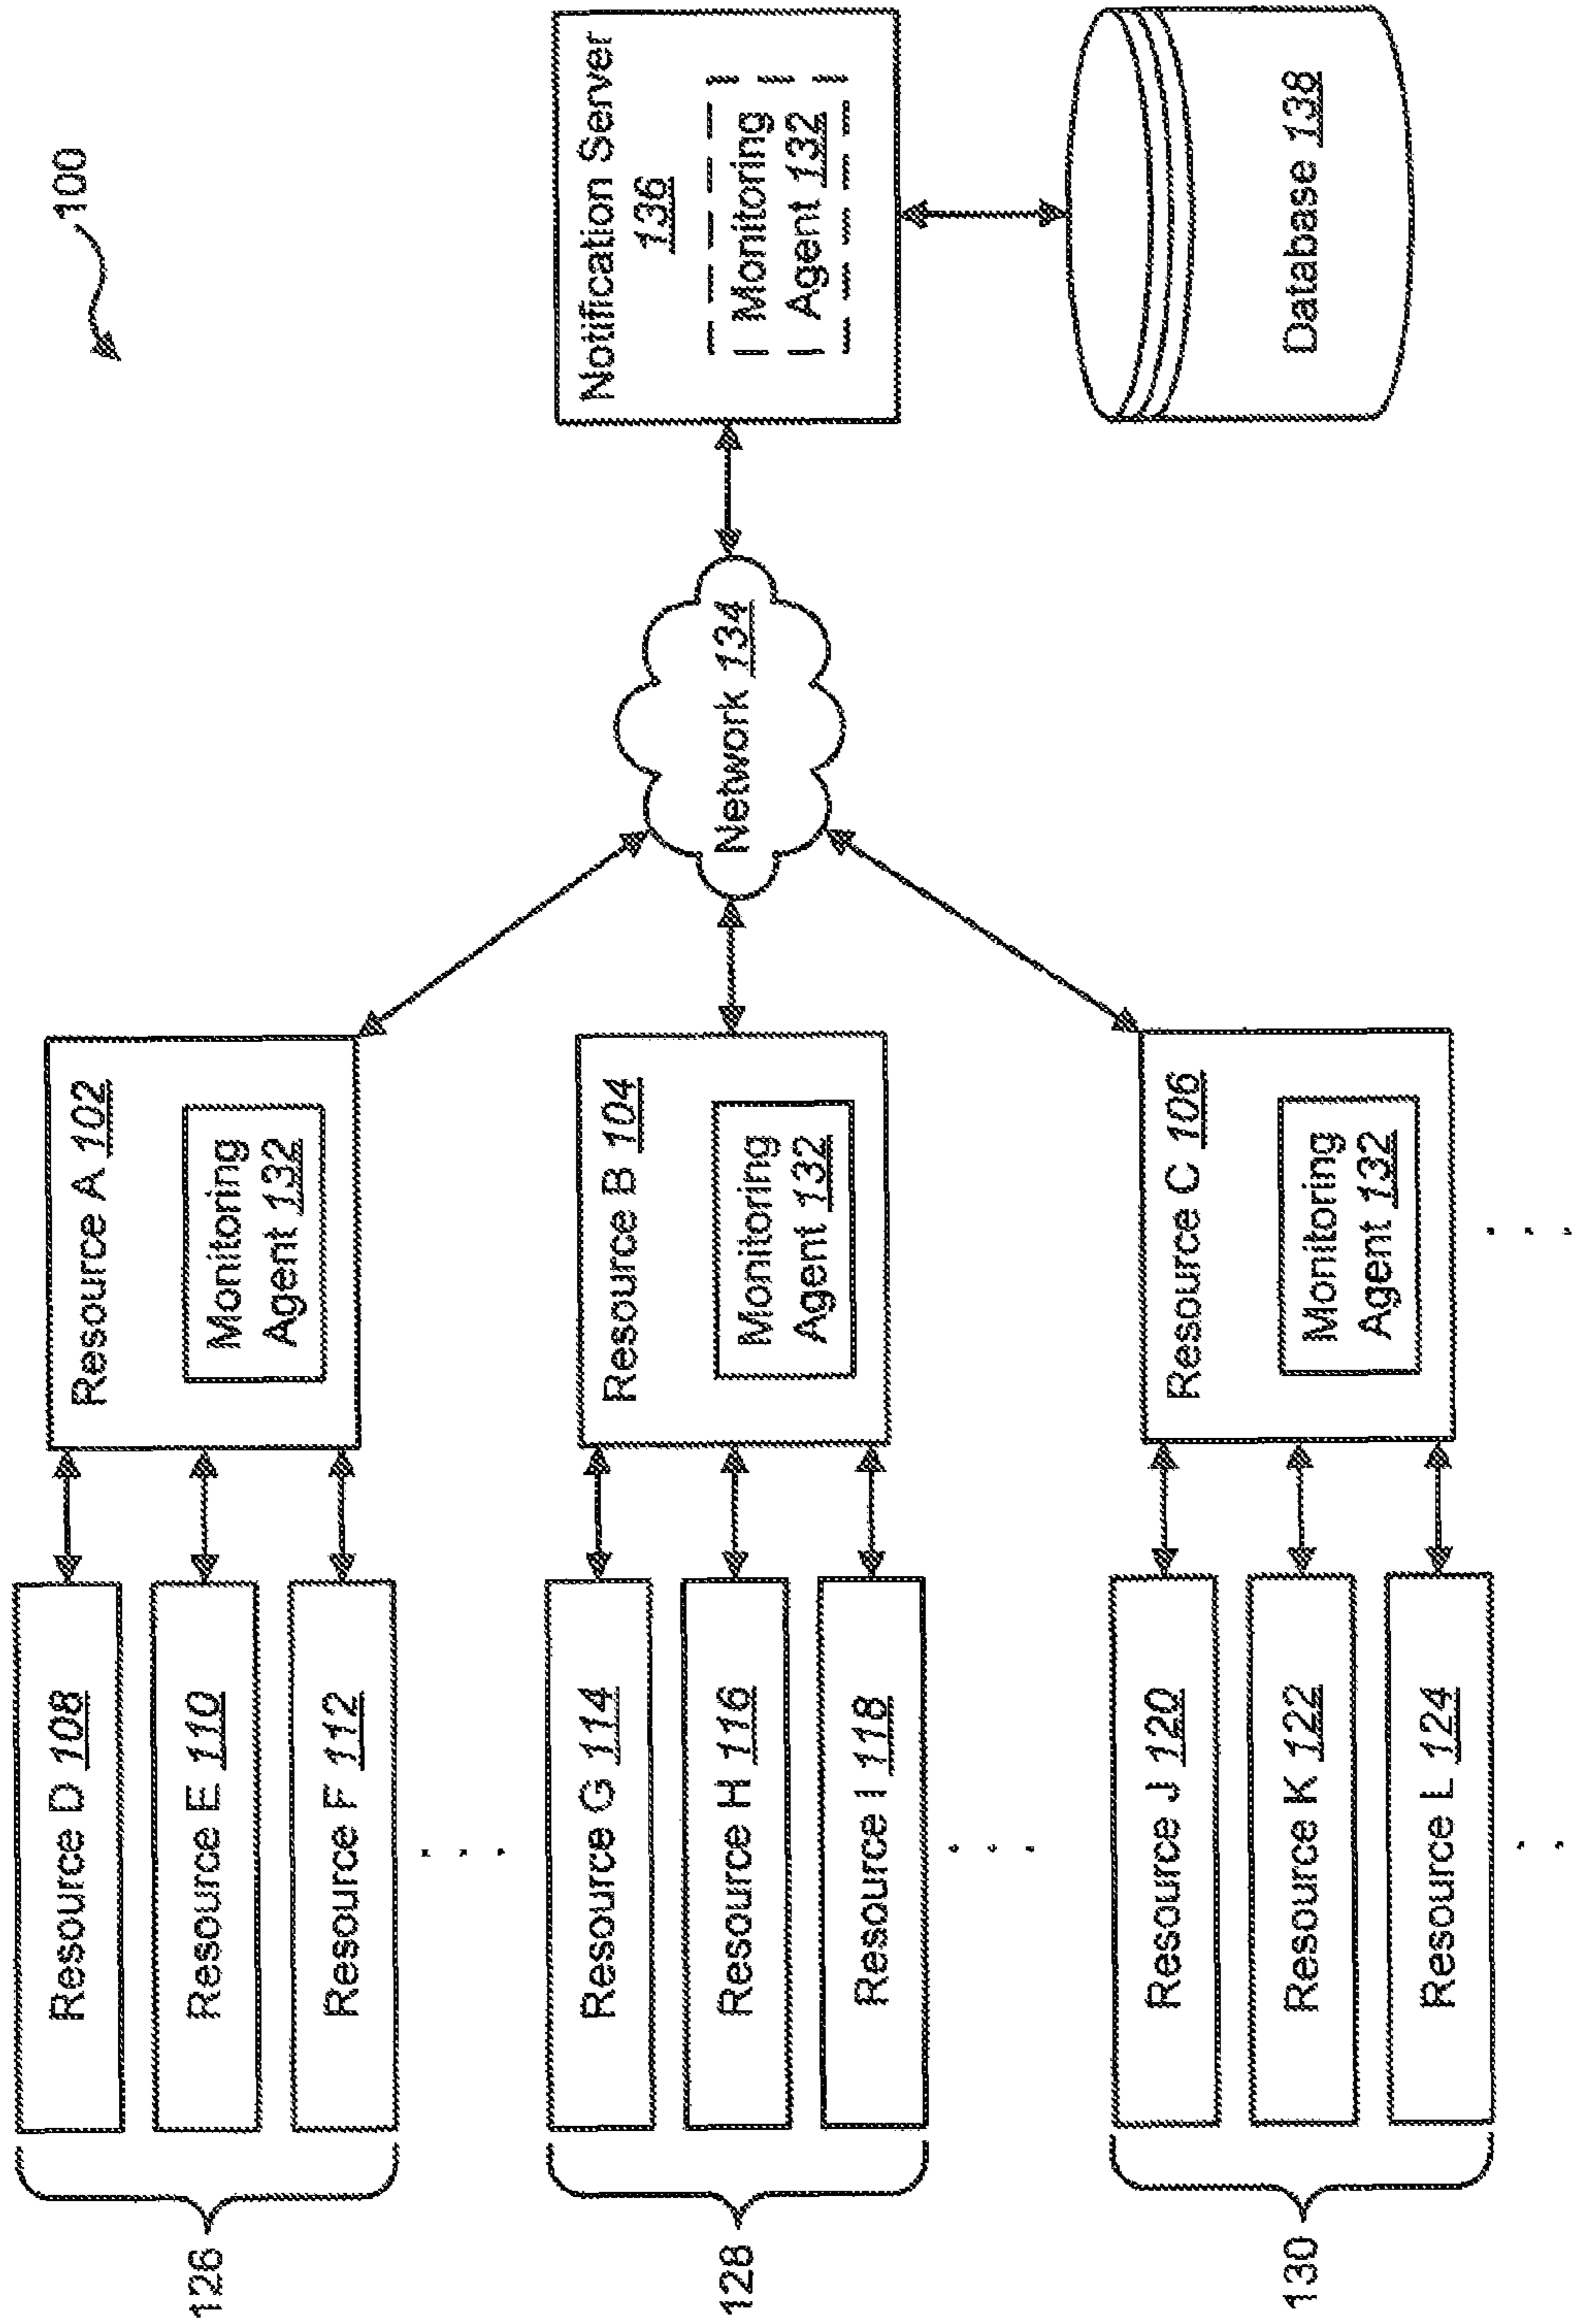 100
Resource D 108
Resource E 110
Resource F 112
. . .
126
Resource A 102
Monitoring
Agent 132
Resource G 114
Resource H 116
Resource I 118
. . .
128
Resource B 104
Monitoring
Agent 132
Resource J 120
Resource K 122
Resource L 124
. .
130
Resource C 106
Monitoring
Agent 132
. . .
Network 134
Notification Server
136
Monitoring
Agent 132
Database 138